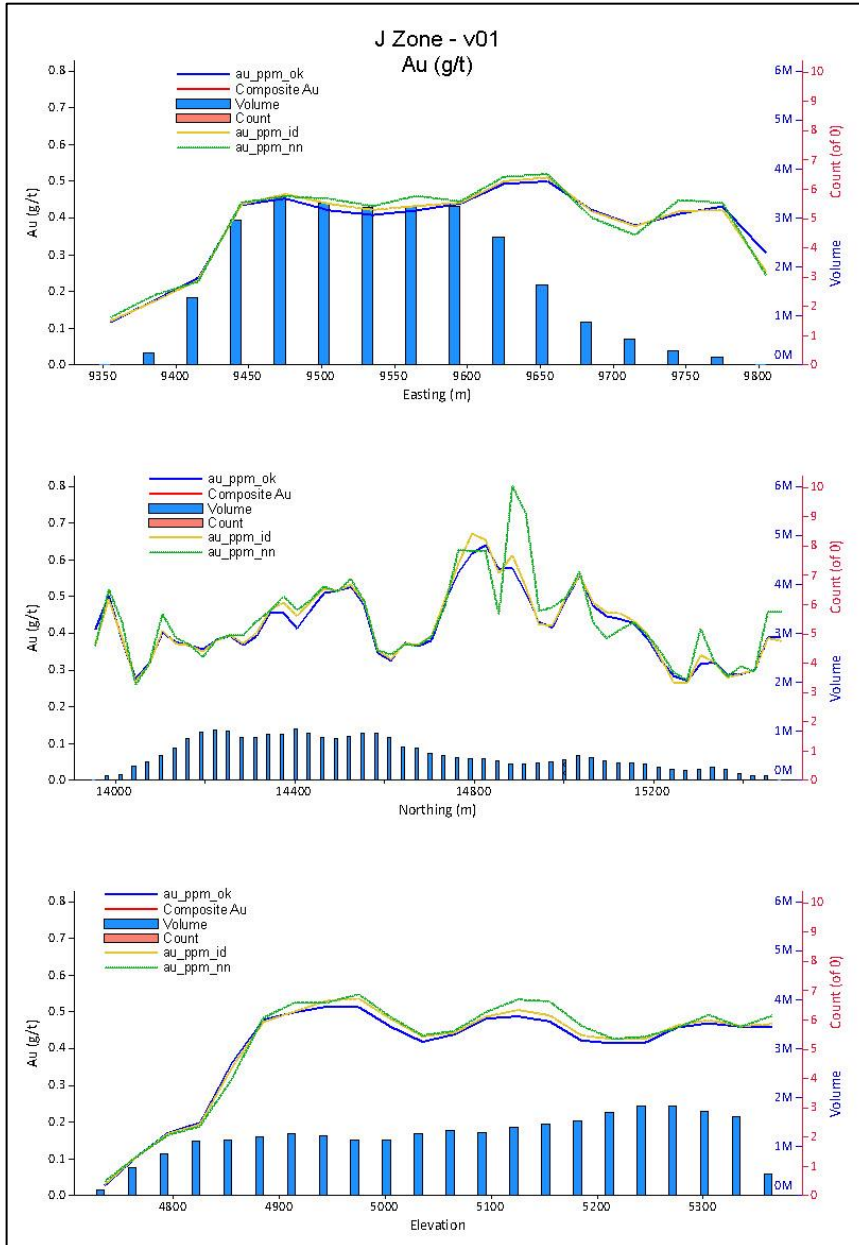 J Zone - v01
Au (g/t)
au_ppm_ok
Composite Au
Volume
Count
au_ppm_id
au_ppm_nn
0.8
0.7
0.6
0.5
0.4
0.3
0.2
0.1
0.0
Au (g/t)
6M
5M
4M
3M
2M
1M
0M
Volume
10
9
8
7
6
5
4
3
2
1
0
Count (of 0)
9350 9400 9450 9500 9550 9600 9650 9700 9750 9800
Easting (m)
au_ppm_ok
Composite Au
Volume
Count
au_ppm_id
au_ppm_nn
0.8
0.7
0.6
0.5
0.4
0.3
0.2
0.1
0.0
Au (g/t)
6M
5M
4M
3M
2M
1M
0M
Volume
10
9
8
7
6
5
4
3
2
1
0
Count (of 0)
14000 14400 14800 15200
Northing (m)
au_ppm_ok
Composite Au
Volume
Count
au_ppm_id
au_ppm_nn
0.8
0.7
0.6
0.5
0.4
0.3
0.2
0.1
0.0
Au (g/t)
6M
5M
4M
3M
2M
1M
0M
Volume
10
9
8
7
6
5
4
3
2
1
0
Count (of 0)
4800 4900 5000 5100 5200 5300
Elevation